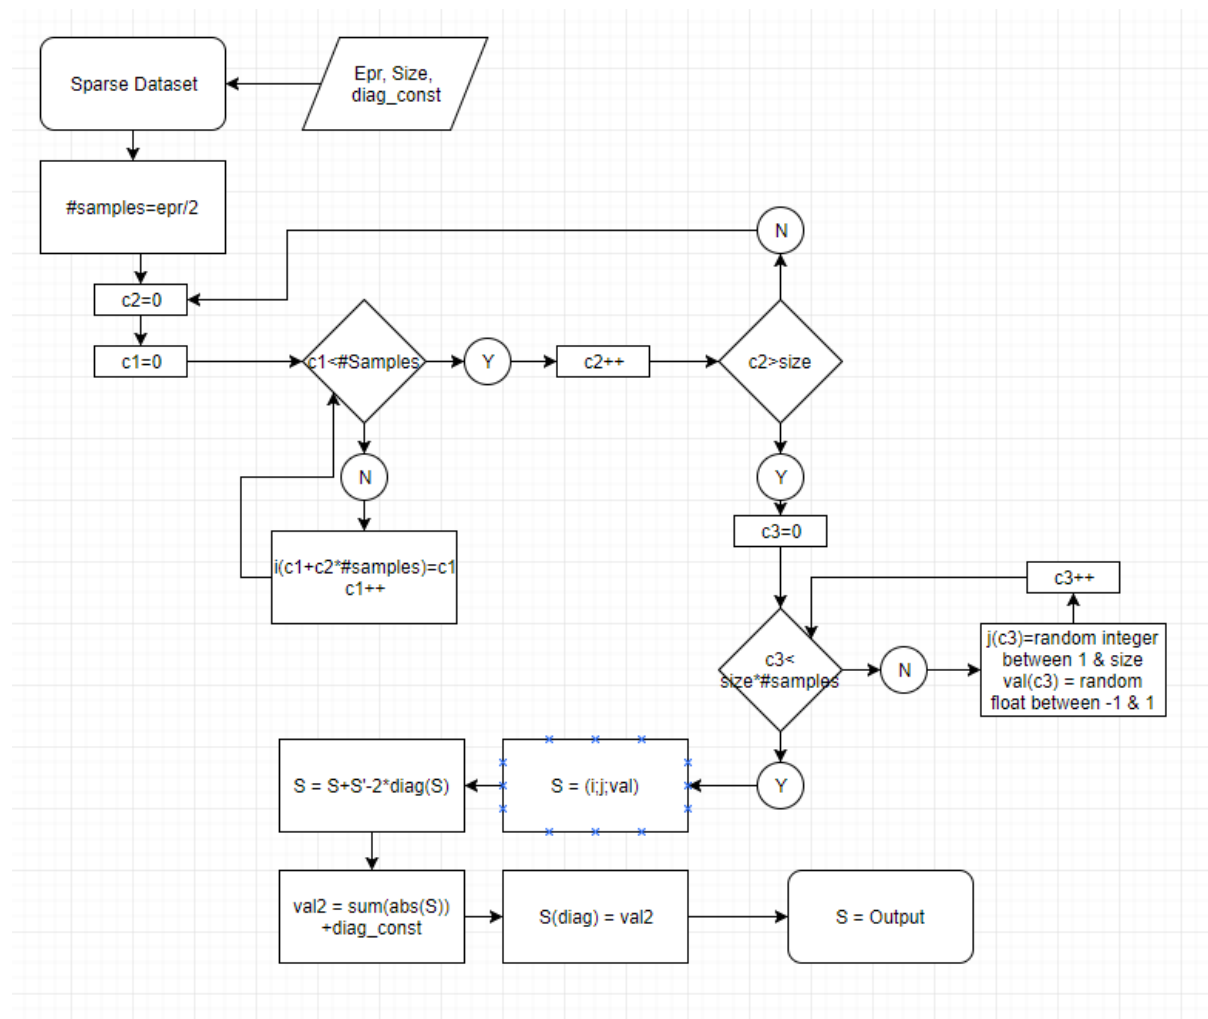 Sparse Dataset
Epr, Size,
diag_const
#samples=epr/2
N
c2=0
c1=0
c1<#Samples
Y
c2++
c2>size
N
Y
i(c1+c2*#samples)=c1
c1++
c3=0
c3++
c3<
size*#samples
N
j(c3)=random integer
between 1 & size
val(c3) = random
float between -1 & 1
Y
S = (i;j;val)
S = S+S'-2*diag(S)
val2 = sum(abs(S))
+diag_const
S(diag) = val2
S = Output